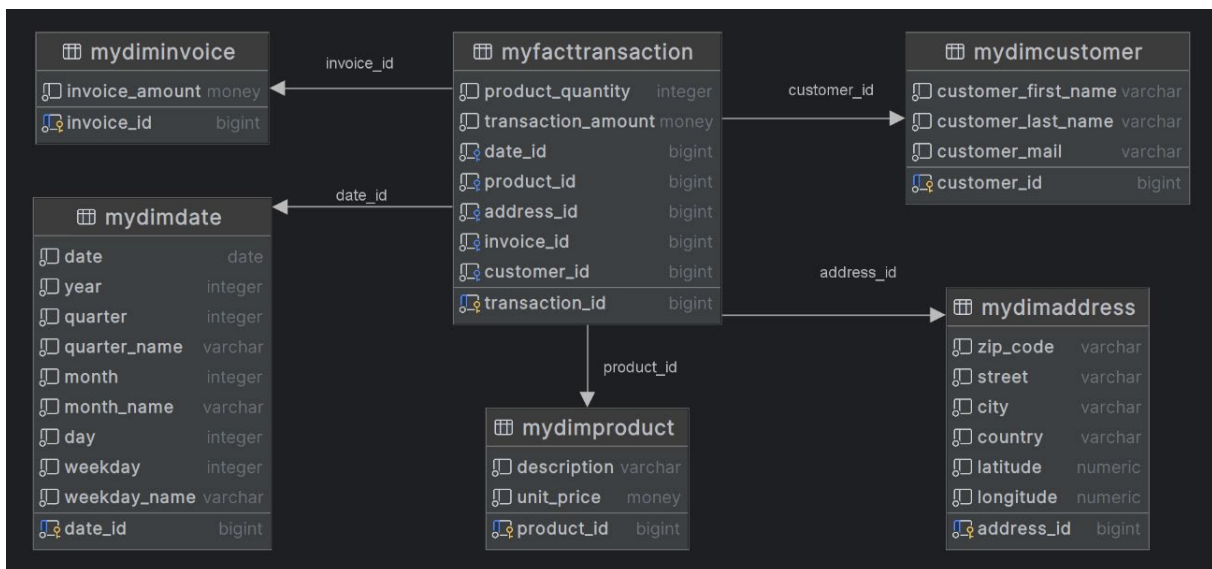 mydiminvoice
invoice_amount money
invoice_id bigint
invoice_id
myfacttransaction
product_quantity integer
transaction_amount money
date_id bigint
product_id bigint
address_id bigint
invoice_id bigint
customer_id bigint
transaction_id bigint
customer_id
mydimcustomer
customer_first_name varchar
customer_last_name varchar
customer_mail varchar
customer_id bigint
date_id
mydimdate
date date
year integer
quarter integer
quarter_name varchar
month integer
month_name varchar
day integer
weekday integer
weekday_name varchar
date_id bigint
product_id
mydimproduct
description varchar
unit_price money
product_id bigint
address_id
mydimaddress
zip_code varchar
street varchar
city varchar
country varchar
latitude numeric
longitude numeric
address_id bigint